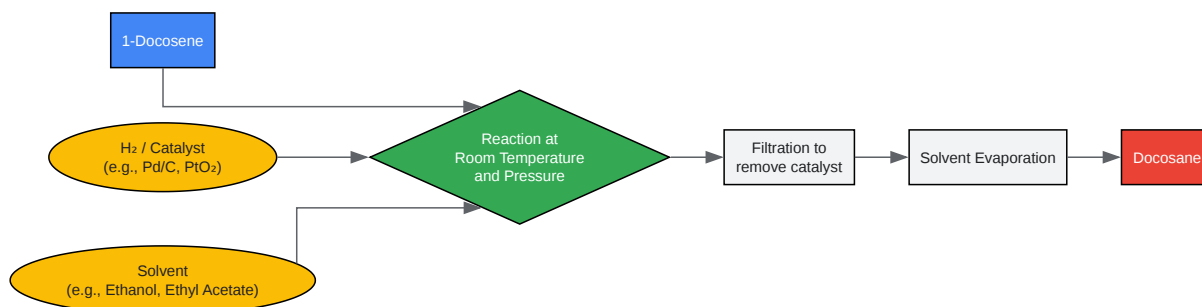 1-Docosene
H₂ / Catalyst
(e.g., Pd/C, PtO₂)
Solvent
(e.g., Ethanol, Ethyl Acetate)
Reaction at
Room Temperature
and Pressure
Filtration to
remove catalyst
Solvent Evaporation
Docosane